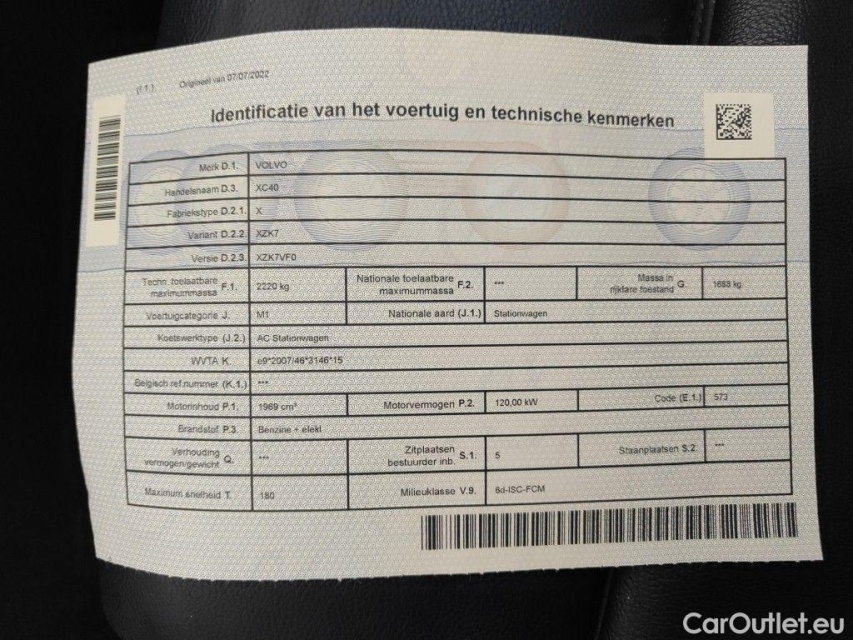 (f.1.) Origineel van 07/07/2022
Identificatie van het voertuig en technische kenmerken
Merk D.1. VOLVO
Handelsnaam D.3. XC40
Fabriekstype D.2.1. X
Variant D.2.2. XZK7
Versie D.2.3. XZK7VF0
Techn. toelaatbare maximummassa F.1. 2220 kg Nationale toelaatbare maximummassa F.2. *** Massa in rijklare toestand G. 1688 kg
Voertuigcategorie J. M1 Nationale aard (J.1.) Stationwagen
Koetswerktype (J.2.) AC Stationwagen
WVTA K. e9*2007/46*3146*15
Belgisch ref.nummer (K.1.) ***
Motorinhoud P.1. 1969 cm³ Motorvermogen P.2. 120,00 kW Code (E.1.) 573
Brandstof P.3. Benzine + elekt
Verhouding vermogen/gewicht Q. *** Zitplaatsen bestuurder inb. S.1. 5 Staanplaatsen S.2. ***
Maximum snelheid T. 180 Milieuklasse V.9. 6d-ISC-FCM
CarOutlet.eu